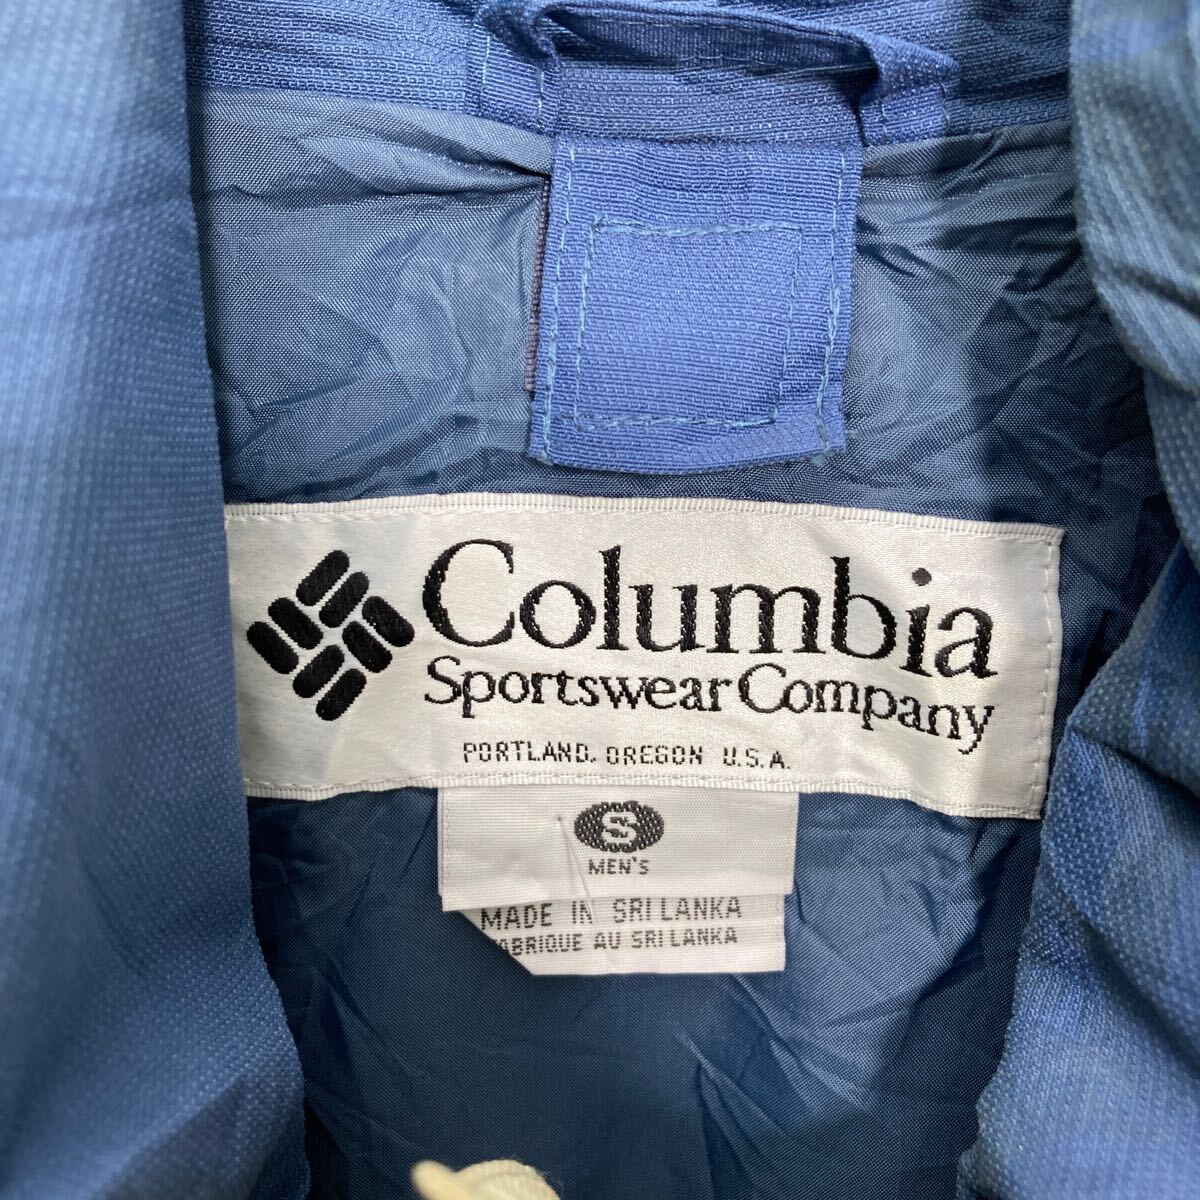 Columbia
Sportswear Company
PORTLAND, OREGON U.S.A.
S
MEN'S
MADE IN SRI LANKA
ABRIQUE AU SRI LANKA